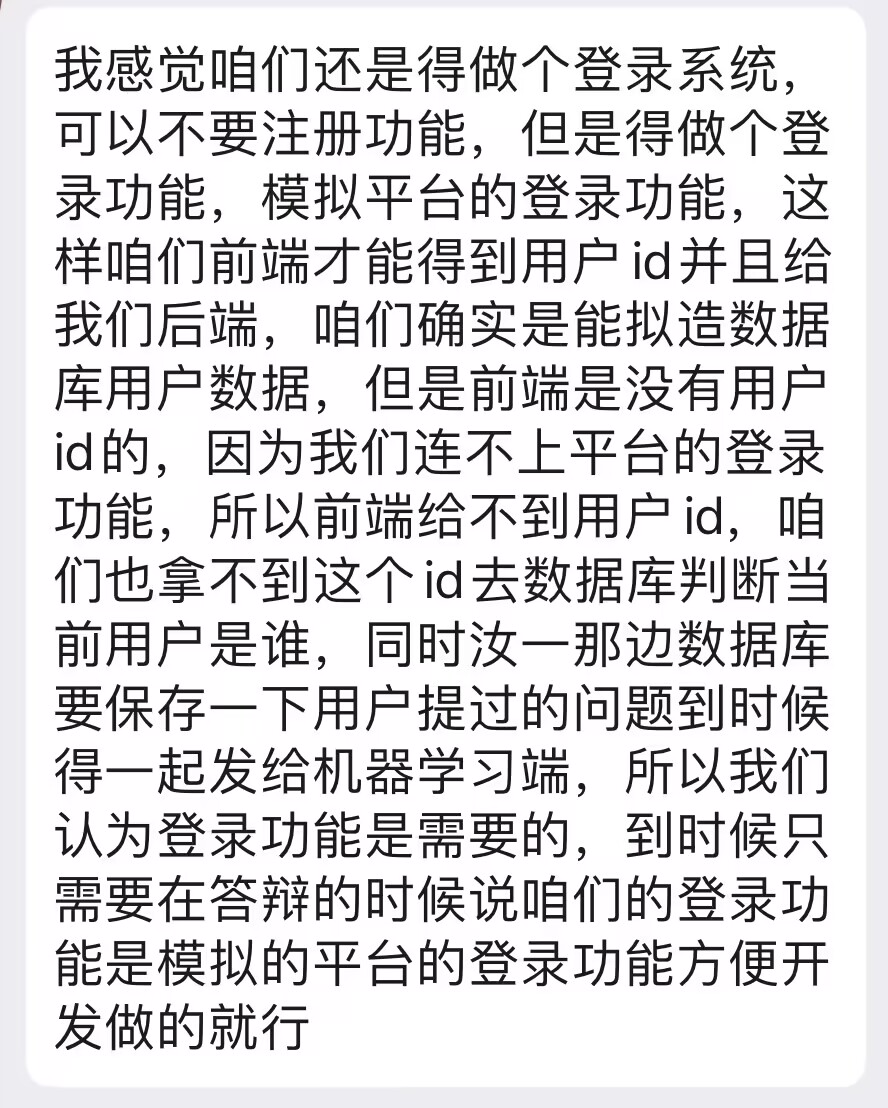 我感觉咱们还是得做个登录系统，
可以不要注册功能，但是得做个登
录功能，模拟平台的登录功能，这
样咱们前端才能得到用户id并且给
我们后端，咱们确实是能拟造数据
库用户数据，但是前端是没有用户
id的，因为我们连不上平台的登录
功能，所以前端给不到用户id，咱
们也拿不到这个id去数据库判断当
前用户是谁，同时汝一那边数据库
要保存一下用户提过的问题到时候
得一起发给机器学习端，所以我们
认为登录功能是需要的，到时候只
需要在答辩的时候说咱们的登录功
能是模拟的平台的登录功能方便开
发做的就行